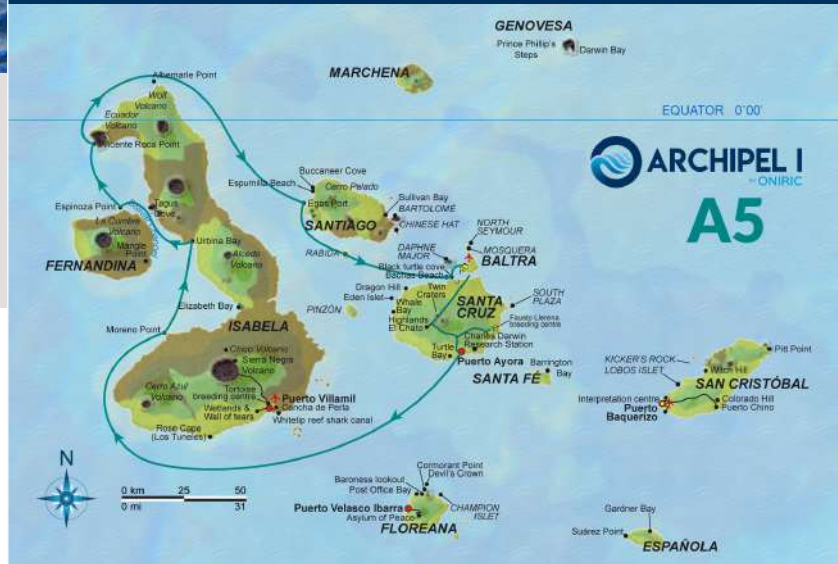 GENOVESA
Prince Phillip's
Steps
Darwin Bay
MARCHENA
Albemarle Point
Wolf
Volcano
Ecuador
Volcano
Vicente Roca Point
EQUATOR 0°00'
ARCHIPEL I
BY ONIRIC
A5
Buccaneer Cove
Cerro Pelado
Espumilla Beach
Egas Port
SANTIAGO
Sullivan Bay
BARTOLOMÉ
CHINESE HAT
Espinoza Point
Tagus
Cove
La Cumbre
Volcano
Mangle
Point
FERNANDINA
Urbina Bay
Alcedo
Volcano
RABIDA
NORTH
SEYMOUR
MOSQUERA
DAPHNE
MAJOR
BALTRA
Black turtle cove
Bachas Beach
Dragon Hill
Eden Islet
Twin
Craters
Whale
Bay
SANTA
CRUZ
SOUTH
PLAZA
Highlands
El Chato
Fausto Llerena
breeding centre
Charles Darwin
Research Station
Turtle
Bay
Puerto Ayora
PINZÓN
Elizabeth Bay
ISABELA
Moreno Point
Chico Volcano
Sierra Negra
Volcano
Cerro Azul
Volcano
Tortoise
breeding centre
Puerto Villamil
Wetlands &
Wall of tears
Concha de Perla
Whitetip reef shark canal
Rose Cape
(Los Tuneles)
SANTA FÉ
Barrington
Bay
KICKER'S ROCK
LOBOS ISLET
Pitt Point
Witch Hill
SAN CRISTÓBAL
Interpretation centre
Puerto
Baquerizo
Colorado Hill
Puerto Chino
N
0 km 25 50
0 mi 31
Cormorant Point
Devil's Crown
Baroness lookout
Post Office Bay
CHAMPION
ISLET
Puerto Velasco Ibarra
Asylum of Peace
FLOREANA
Gardner Bay
Suárez Point
ESPAÑOLA